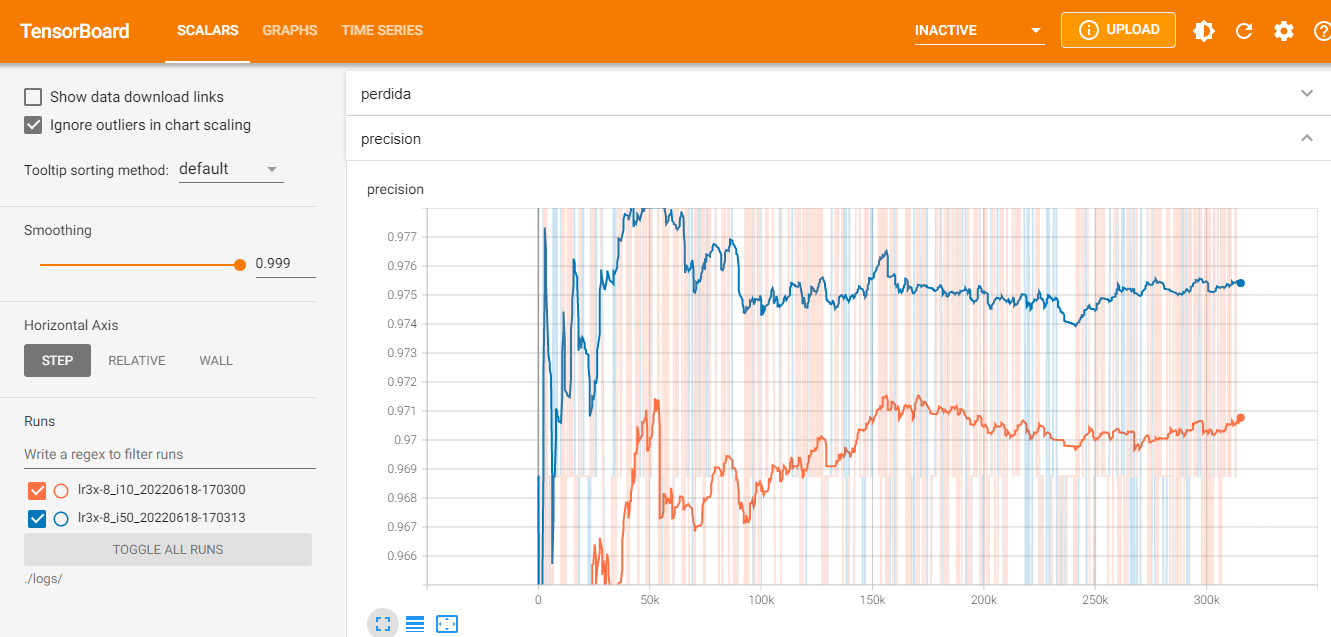 TensorBoard
SCALARS GRAPHS TIME SERIES
INACTIVE
UPLOAD
Show data download links
Ignore outliers in chart scaling
Tooltip sorting method: default
Smoothing
0.999
Horizontal Axis
STEP RELATIVE WALL
Runs
Write a regex to filter runs
lr3x-8_i10_20220618-170300
lr3x-8_i50_20220618-170313
TOGGLE ALL RUNS
./logs/
perdida
precision
precision
0.977
0.976
0.975
0.974
0.973
0.972
0.971
0.97
0.969
0.968
0.967
0.966
0 50k 100k 150k 200k 250k 300k